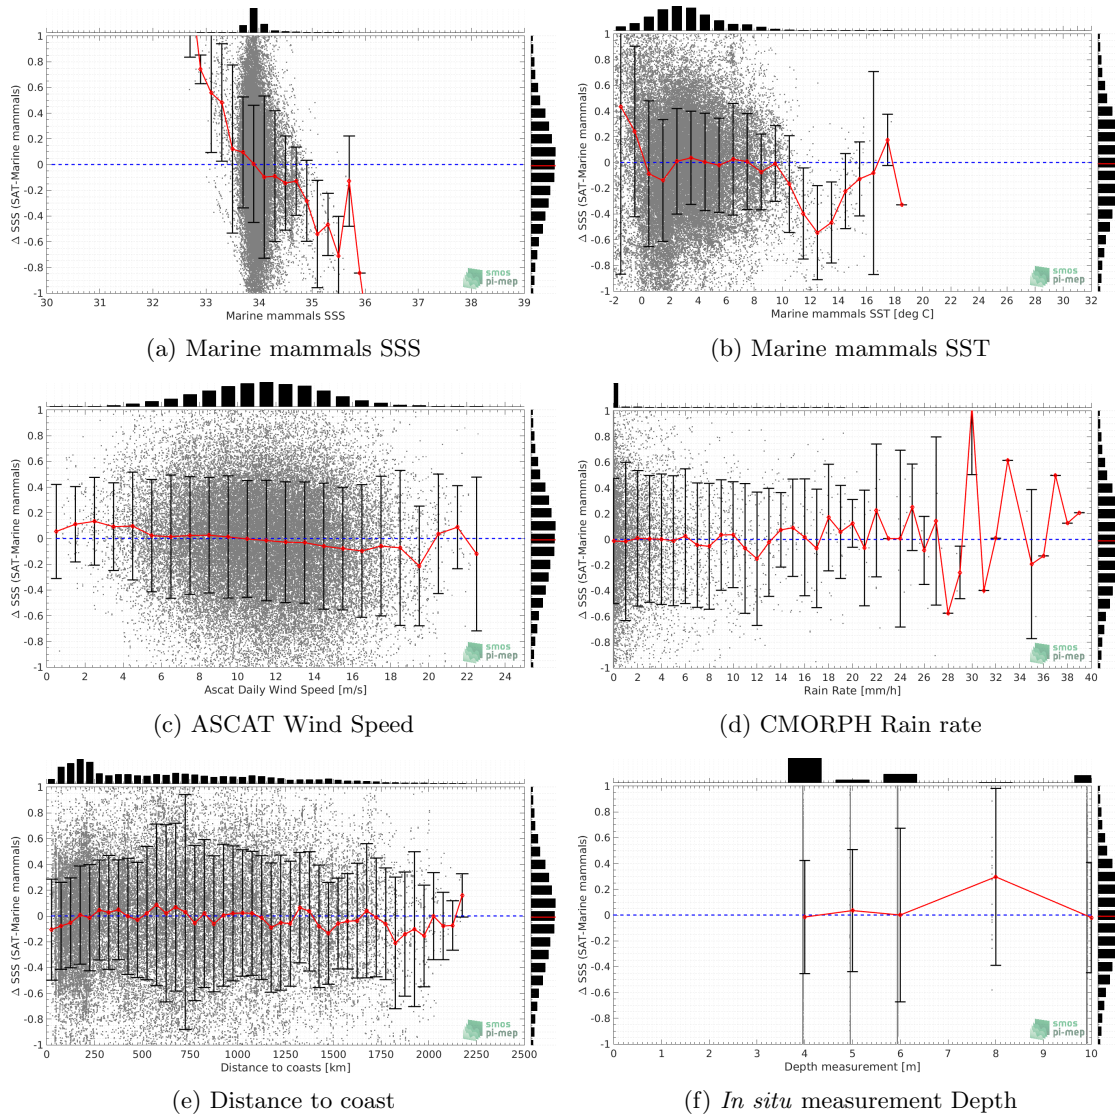 1
0.8
0.6
0.4
0.2
0
-0.2
-0.4
-0.6
-0.8
-1
Δ SSS (SAT-Marine mammals)
30 31 32 33 34 35 36 37 38 39
Marine mammals SSS
smos
pi-mep
(a) Marine mammals SSS
1
0.8
0.6
0.4
0.2
0
-0.2
-0.4
-0.6
-0.8
-1
Δ SSS (SAT-Marine mammals)
-2 0 2 4 6 8 10 12 14 16 18 20 22 24 26 28 30 32
Marine mammals SST [deg C]
smos
pi-mep
(b) Marine mammals SST
1
0.8
0.6
0.4
0.2
0
-0.2
-0.4
-0.6
-0.8
-1
Δ SSS (SAT-Marine mammals)
0 2 4 6 8 10 12 14 16 18 20 22 24
Ascat Daily Wind Speed [m/s]
smos
pi-mep
(c) ASCAT Wind Speed
1
0.8
0.6
0.4
0.2
0
-0.2
-0.4
-0.6
-0.8
-1
Δ SSS (SAT-Marine mammals)
0 2 4 6 8 10 12 14 16 18 20 22 24 26 28 30 32 34 36 38 40
Rain Rate [mm/h]
smos
pi-mep
(d) CMORPH Rain rate
1
0.8
0.6
0.4
0.2
0
-0.2
-0.4
-0.6
-0.8
-1
Δ SSS (SAT-Marine mammals)
0 250 500 750 1000 1250 1500 1750 2000 2250 2500
Distance to coasts [km]
smos
pi-mep
(e) Distance to coast
1
0.8
0.6
0.4
0.2
0
-0.2
-0.4
-0.6
-0.8
-1
Δ SSS (SAT-Marine mammals)
0 1 2 3 4 5 6 7 8 9 10
Depth measurement [m]
smos
pi-mep
(f) In situ measurement Depth